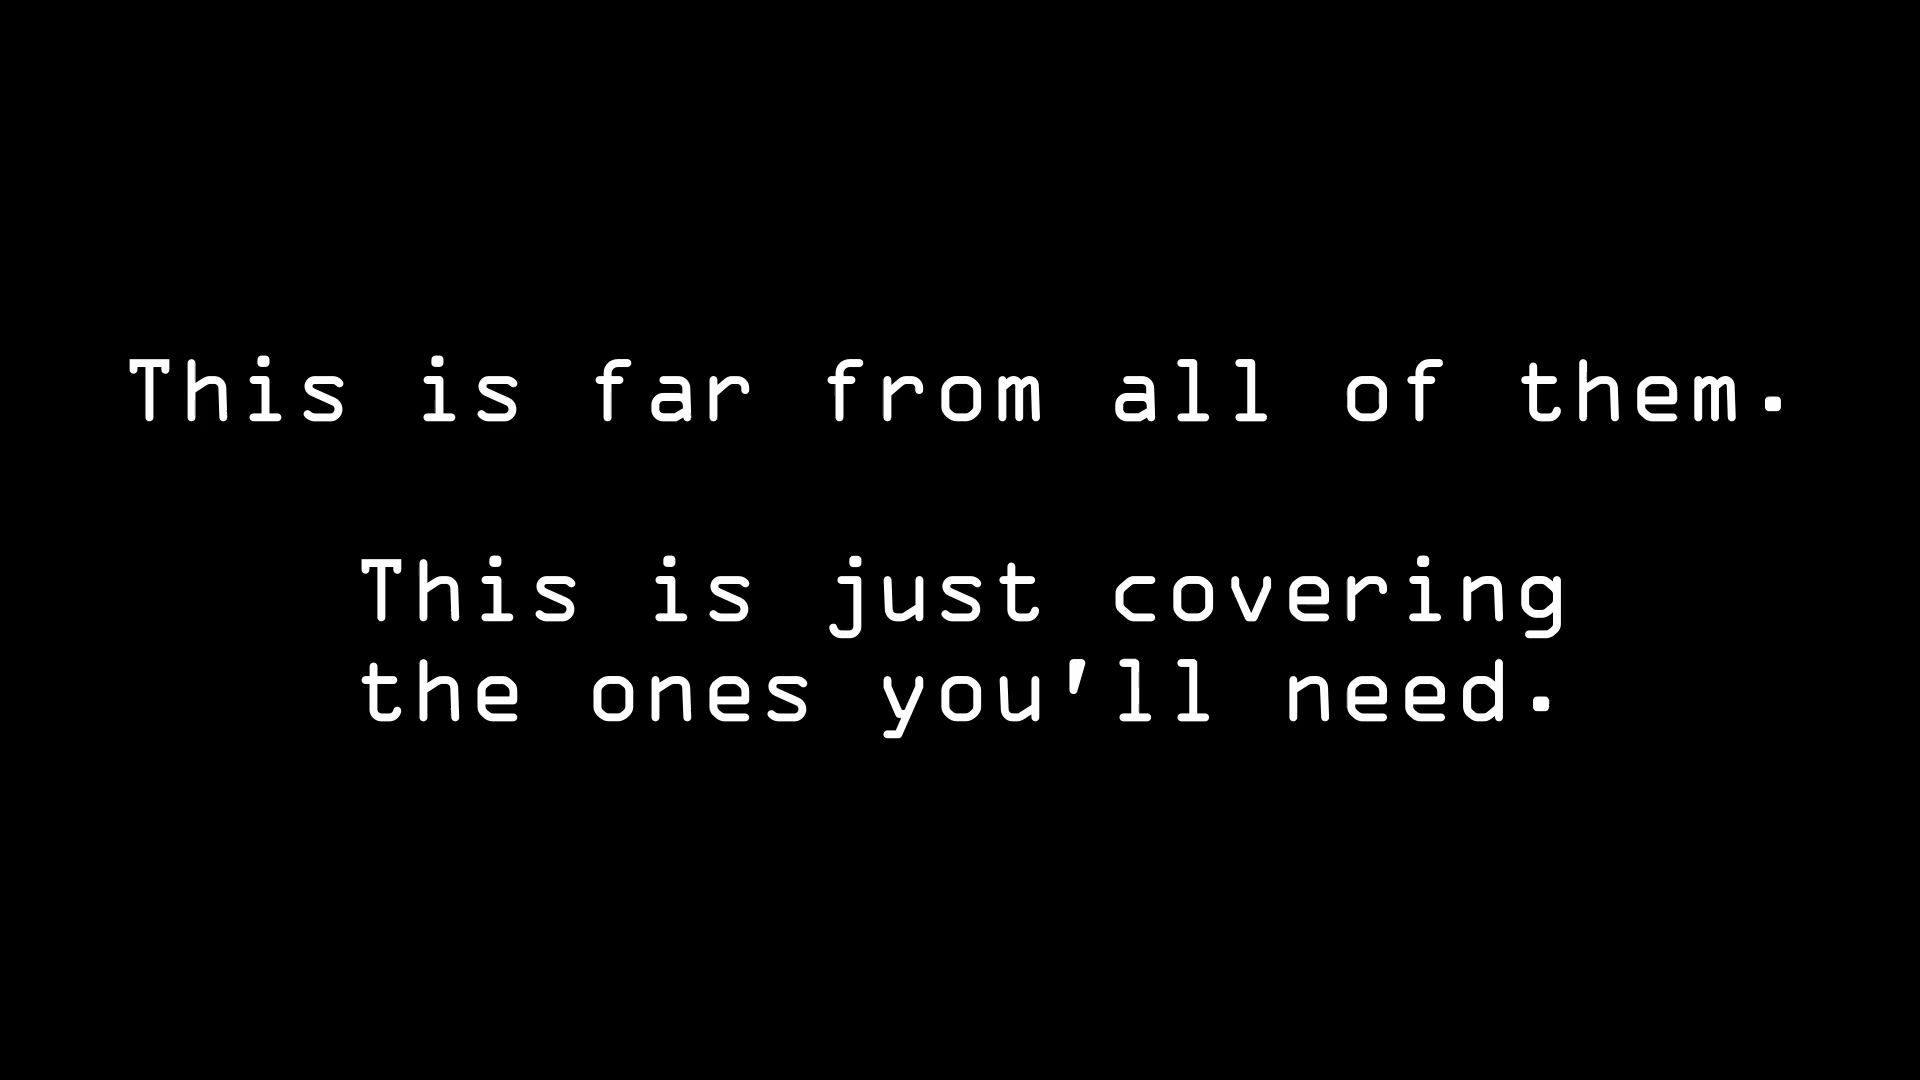 This is far from all of them.
This is just covering
the ones you'll need.